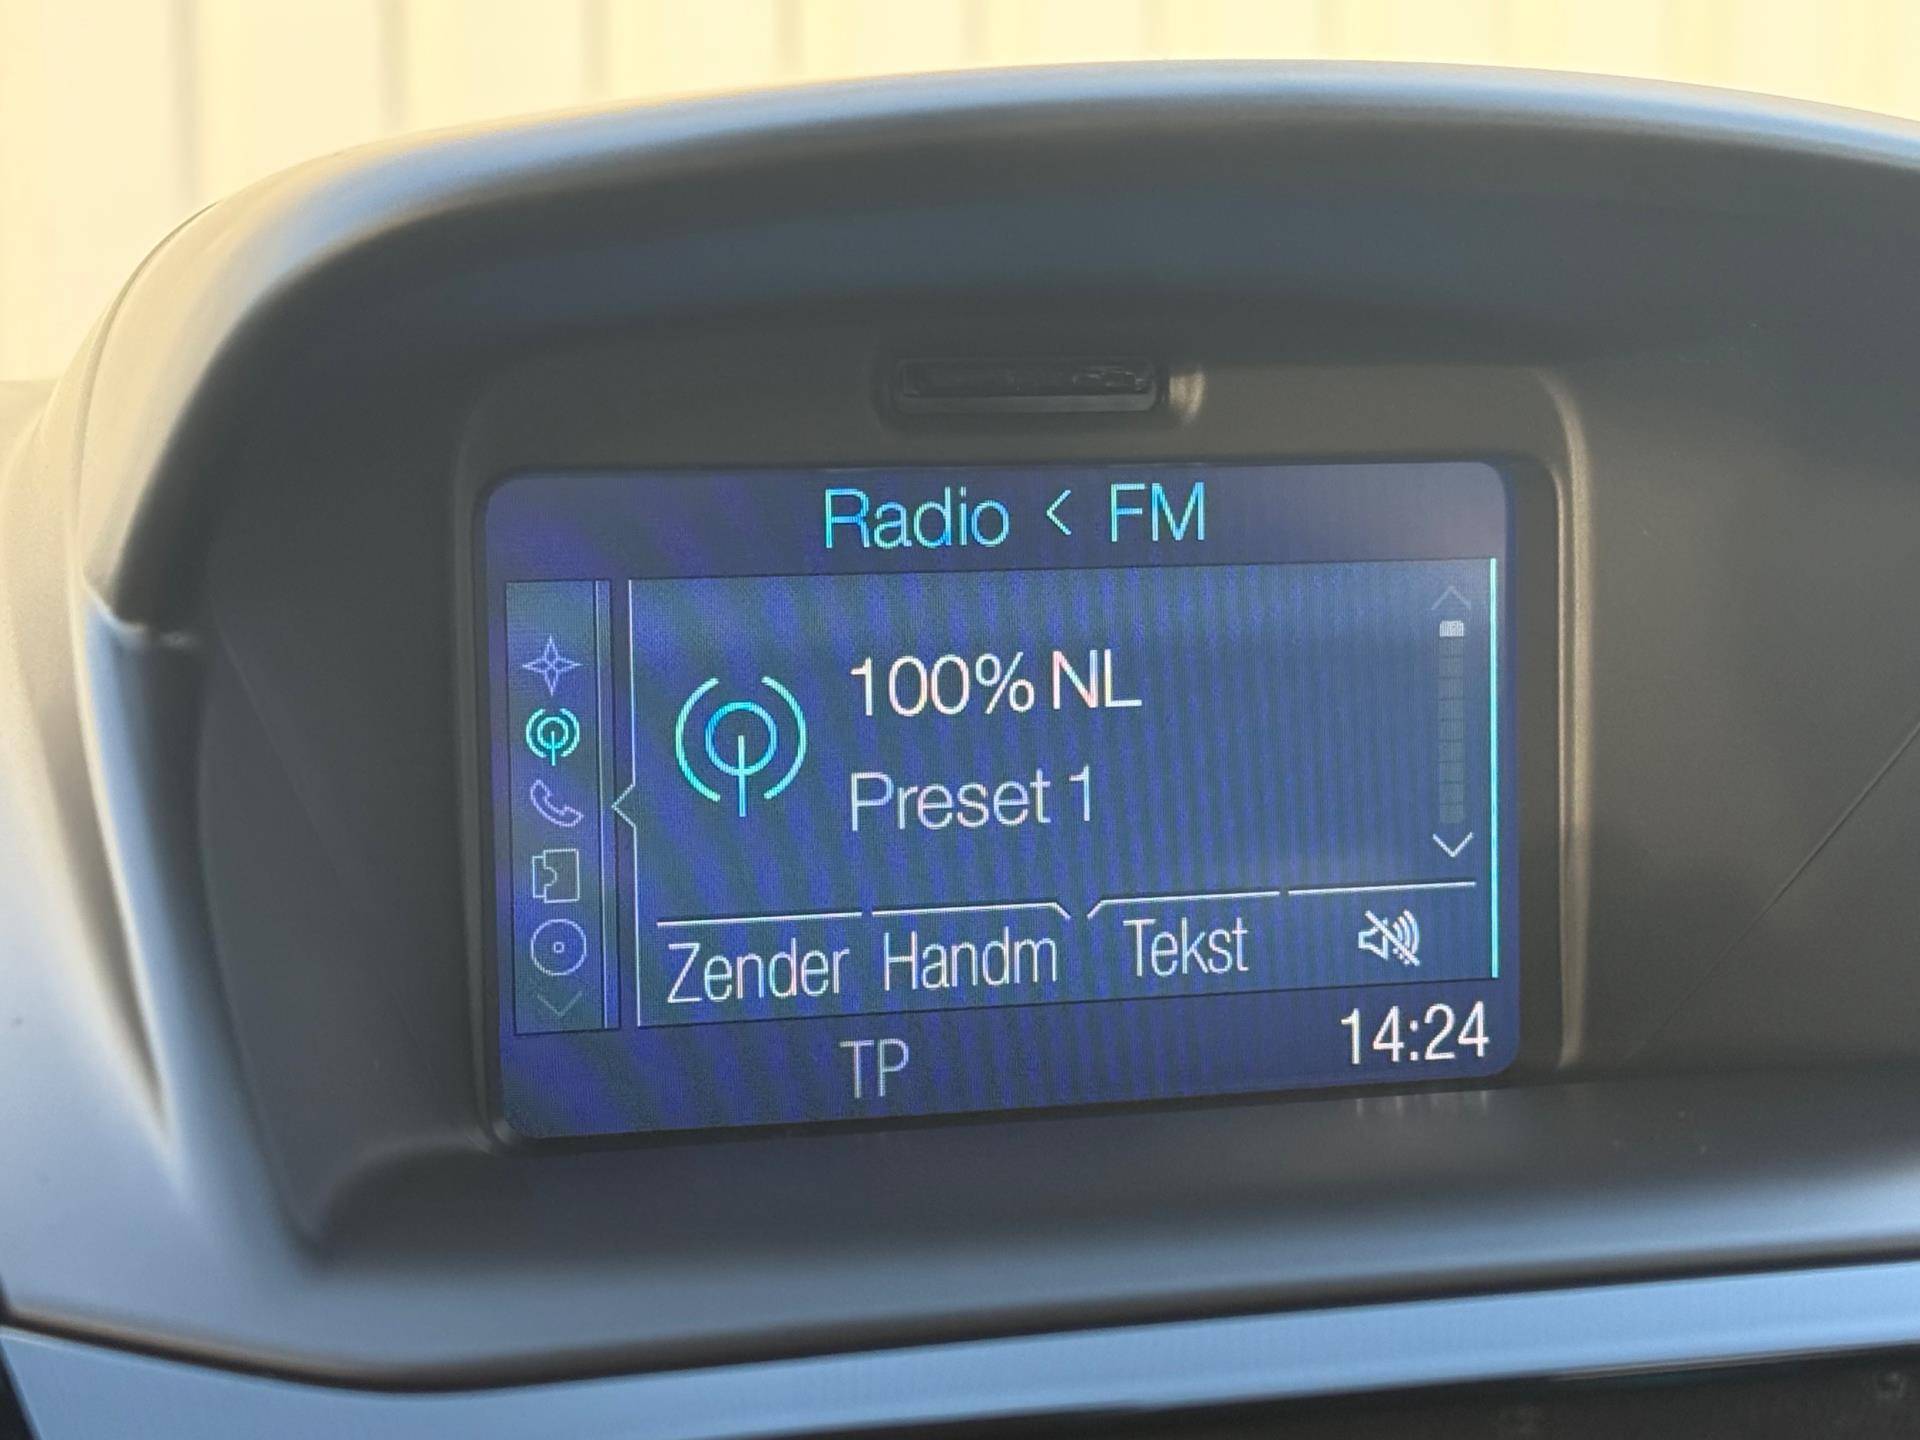 Radio < FM
100% NL
Preset 1
Zender Handm Tekst
TP 14:24